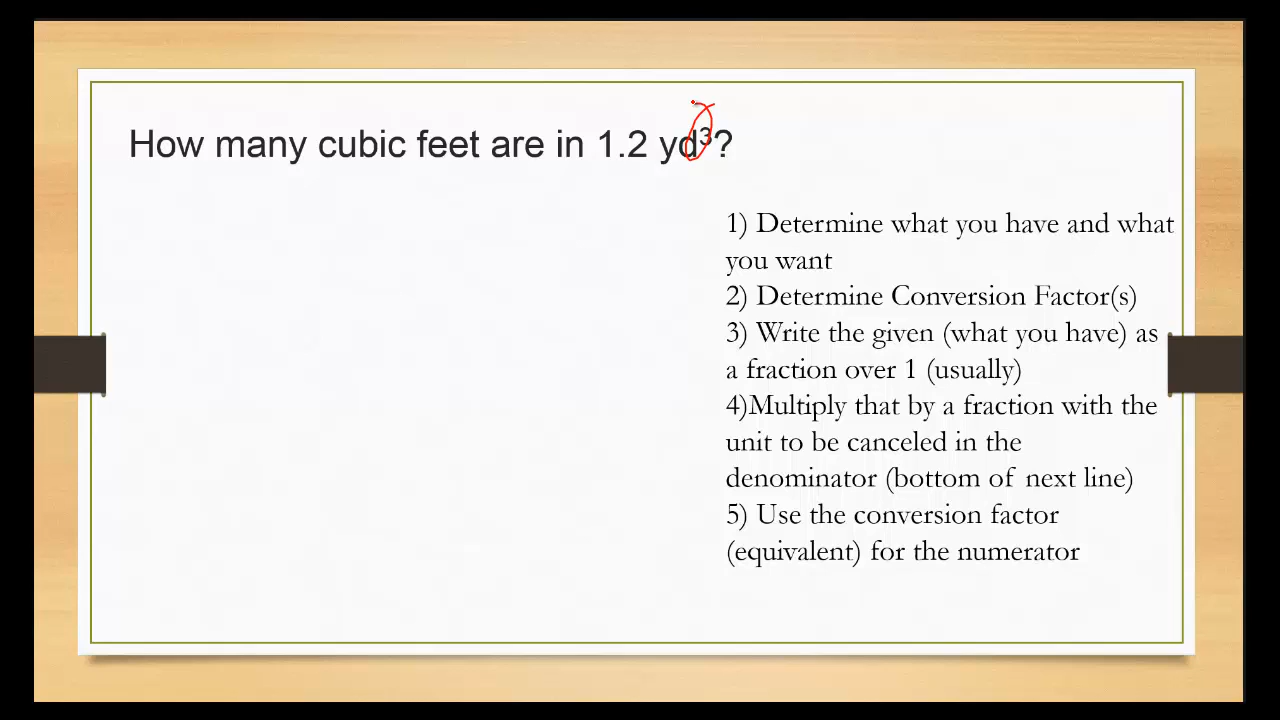 How many cubic feet are in 1.2 yd³?
1) Determine what you have and what
you want
2) Determine Conversion Factor(s)
3) Write the given (what you have) as
a fraction over 1 (usually)
4)Multiply that by a fraction with the
unit to be canceled in the
denominator (bottom of next line)
5) Use the conversion factor
(equivalent) for the numerator